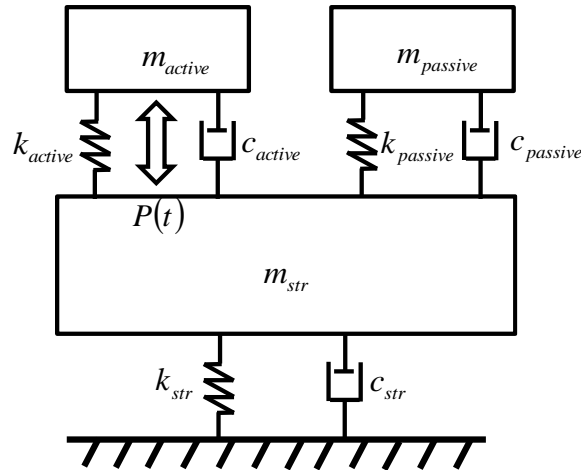 m_active
m_passive
k_active
c_active
k_passive
c_passive
P(t)
m_str
k_str
c_str